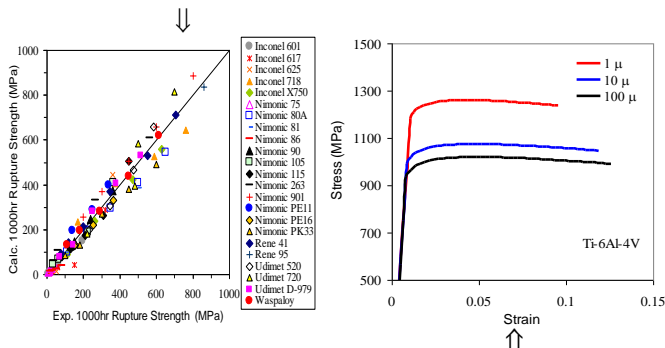 ⇓
Calc. 1000hr Rupture Strength (MPa)
1000
800
600
400
200
0
0 200 400 600 800 1000
Exp. 1000hr Rupture Strength (MPa)
Inconel 601
Inconel 617
Inconel 625
Inconel 718
Inconel X750
Nimonic 75
Nimonic 80A
Nimonic 81
Nimonic 86
Nimonic 90
Nimonic 105
Nimonic 115
Nimonic 263
Nimonic 901
Nimonic PE11
Nimonic PE16
Nimonic PK33
Rene 41
Rene 95
Udimet 520
Udimet 720
Udimet D-979
Waspaloy
Stress (MPa)
1500
1300
1100
900
700
500
0 0.05 0.1 0.15
Strain
1 μ
10 μ
100 μ
Ti-6Al-4V
⇑